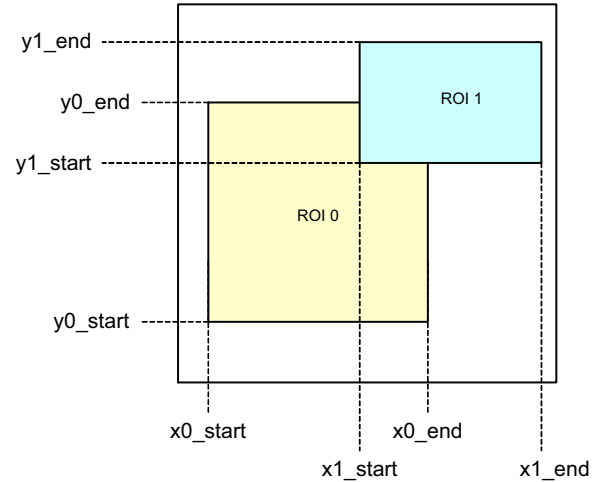 y1_end
ROI 1
y0_end
y1_start
ROI 0
y0_start
x0_start
x0_end
x1_start
x1_end